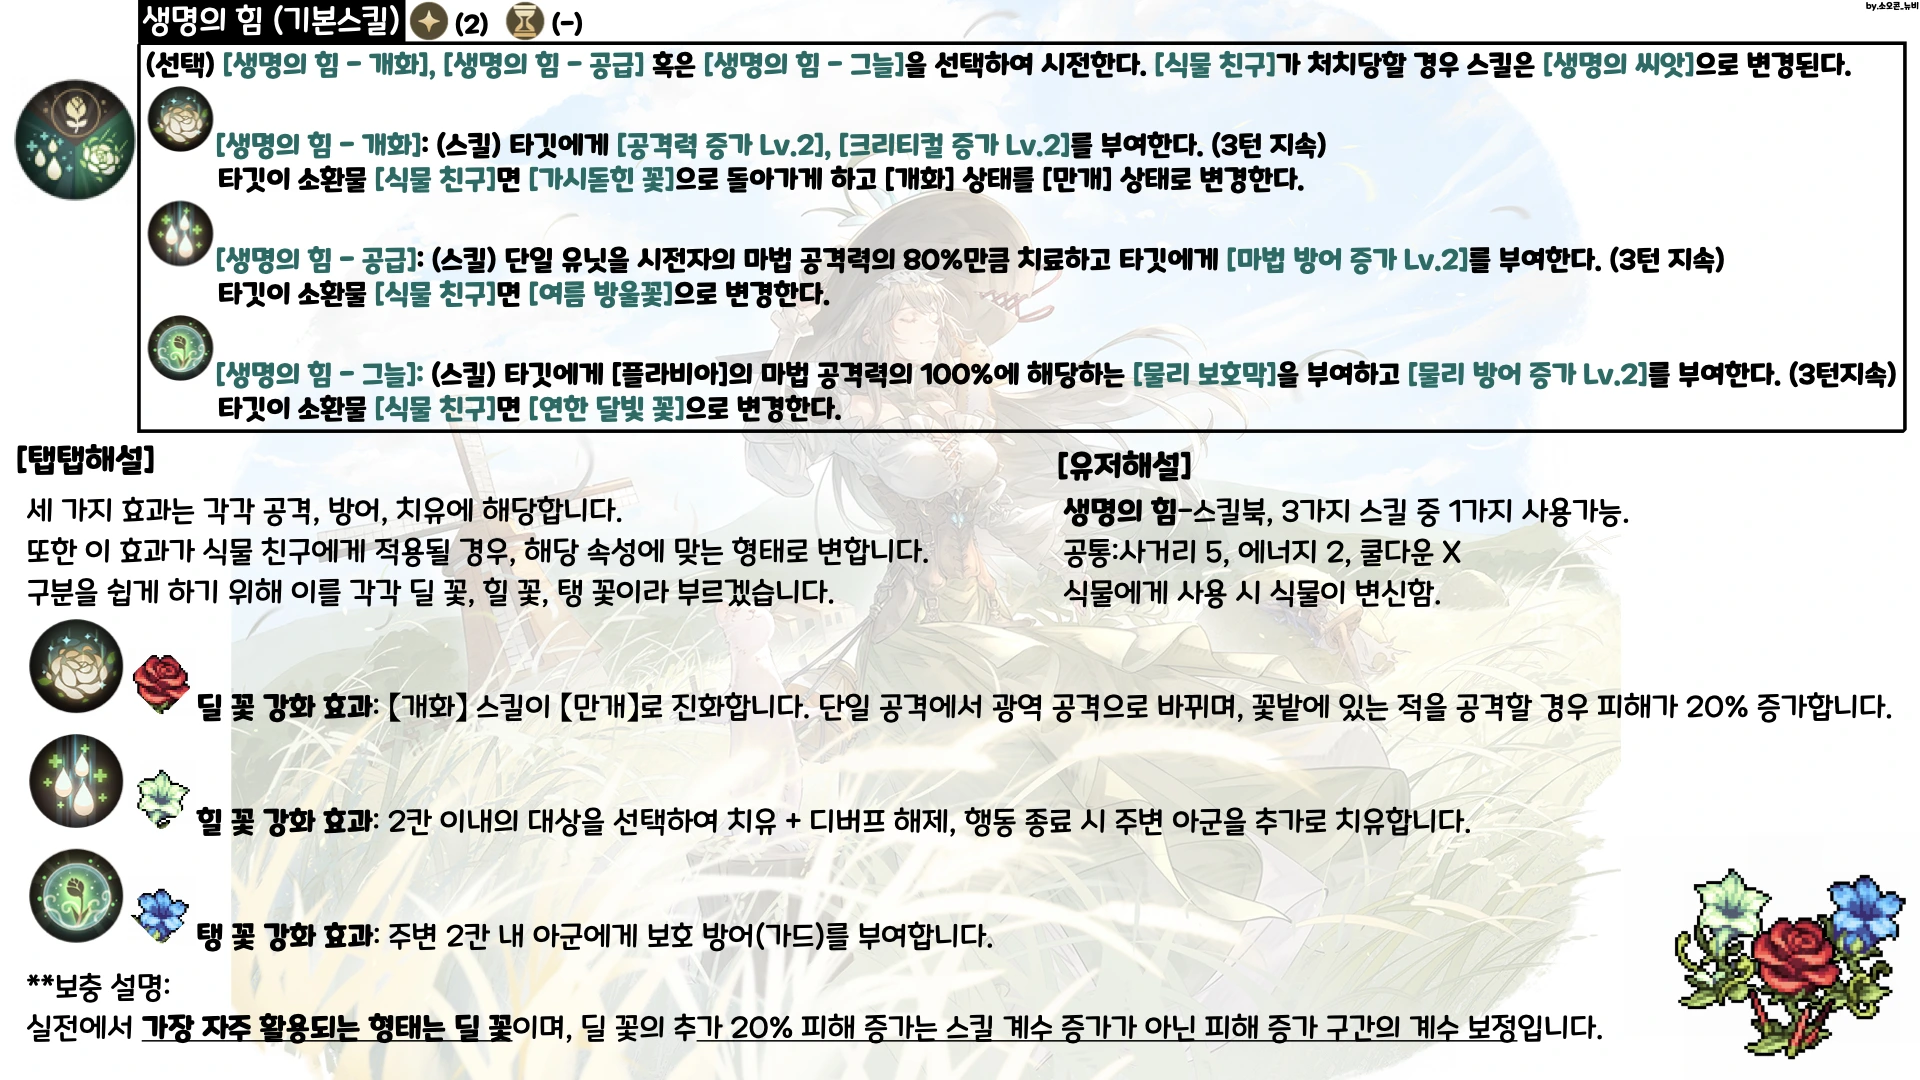 by.소오콘_뉴비
생명의 힘 (기본스킬) (2) (-)
(선택) [생명의 힘 - 개화], [생명의 힘 - 공급] 혹은 [생명의 힘 - 그늘]을 선택하여 시전한다. [식물 친구]가 처치당할 경우 스킬은 [생명의 씨앗]으로 변경된다.
[생명의 힘 - 개화]: (스킬) 타깃에게 [공격력 증가 Lv.2], [크리티컬 증가 Lv.2]를 부여한다. (3턴 지속)
타깃이 소환물 [식물 친구]면 [가시돋힌 꽃]으로 돌아가게 하고 [개화] 상태를 [만개] 상태로 변경한다.
[생명의 힘 - 공급]: (스킬) 단일 유닛을 시전자의 마법 공격력의 80%만큼 치료하고 타깃에게 [마법 방어 증가 Lv.2]를 부여한다. (3턴 지속)
타깃이 소환물 [식물 친구]면 [여름 방울꽃]으로 변경한다.
[생명의 힘 - 그늘]: (스킬) 타깃에게 [플라비아]의 마법 공격력의 100%에 해당하는 [물리 보호막]을 부여하고 [물리 방어 증가 Lv.2]를 부여한다. (3턴지속)
타깃이 소환물 [식물 친구]면 [연한 달빛 꽃]으로 변경한다.
[탭탭해설]
세 가지 효과는 각각 공격, 방어, 치유에 해당합니다.
또한 이 효과가 식물 친구에게 적용될 경우, 해당 속성에 맞는 형태로 변합니다.
구분을 쉽게 하기 위해 이를 각각 딜 꽃, 힐 꽃, 탱 꽃이라 부르겠습니다.
[유저해설]
생명의 힘-스킬북, 3가지 스킬 중 1가지 사용가능.
공통:사거리 5, 에너지 2, 쿨다운 X
식물에게 사용 시 식물이 변신함.
딜 꽃 강화 효과: 【개화】 스킬이 【만개】로 진화합니다. 단일 공격에서 광역 공격으로 바뀌며, 꽃밭에 있는 적을 공격할 경우 피해가 20% 증가합니다.
힐 꽃 강화 효과: 2칸 이내의 대상을 선택하여 치유 + 디버프 해제, 행동 종료 시 주변 아군을 추가로 치유합니다.
탱 꽃 강화 효과: 주변 2칸 내 아군에게 보호 방어(가드)를 부여합니다.
**보충 설명:
실전에서 가장 자주 활용되는 형태는 딜 꽃이며, 딜 꽃의 추가 20% 피해 증가는 스킬 계수 증가가 아닌 피해 증가 구간의 계수 보정입니다.